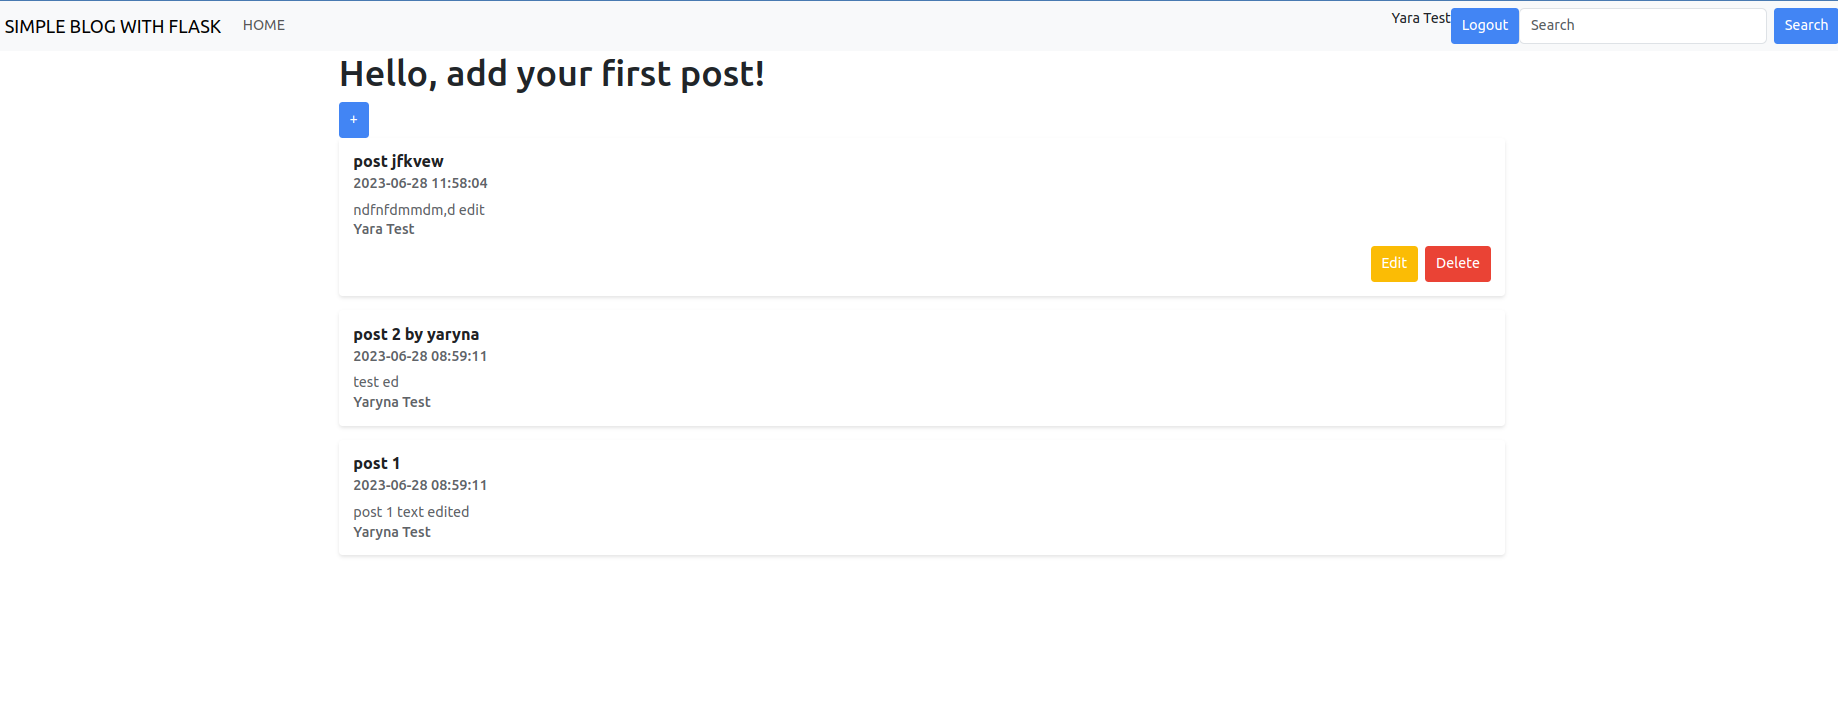 SIMPLE BLOG WITH FLASK HOME Yara Test Logout Search Search
Hello, add your first post!
+
post jfkvew
2023-06-28 11:58:04
ndfnfdmmdm,d edit
Yara Test
Edit Delete
post 2 by yaryna
2023-06-28 08:59:11
test ed
Yaryna Test
post 1
2023-06-28 08:59:11
post 1 text edited
Yaryna Test